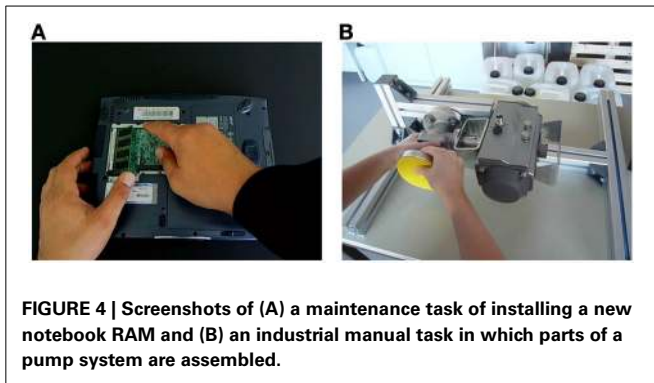 A B
FIGURE 4 | Screenshots of (A) a maintenance task of installing a new
notebook RAM and (B) an industrial manual task in which parts of a
pump system are assembled.